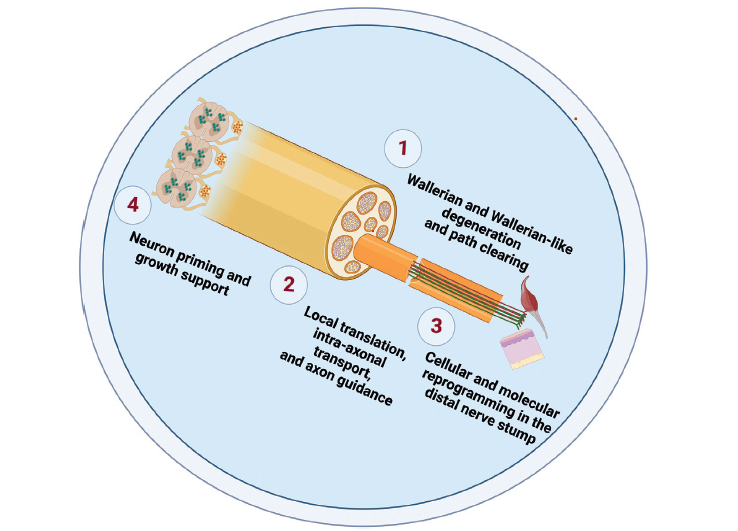 1
Wallerian and Wallerian-like
degeneration
and path clearing
4
Neuron priming and
growth support
2
Local translation,
intra-axonal
transport,
and axon guidance
3
Cellular and molecular
reprogramming in the
distal nerve stump